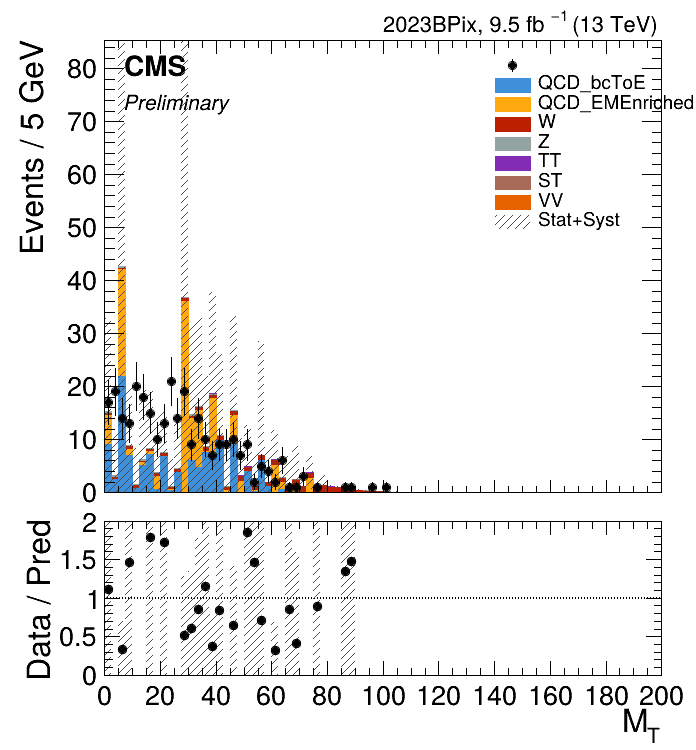 2023BPix, 9.5 fb⁻¹ (13 TeV)
CMS
Preliminary
Events / 5 GeV
80
70
60
50
40
30
20
10
0
QCD_bcToE
QCD_EMEnriched
W
Z
TT
ST
VV
Stat+Syst
Data / Pred
2
1.5
1
0.5
0
0 20 40 60 80 100 120 140 160 180 200
M_T